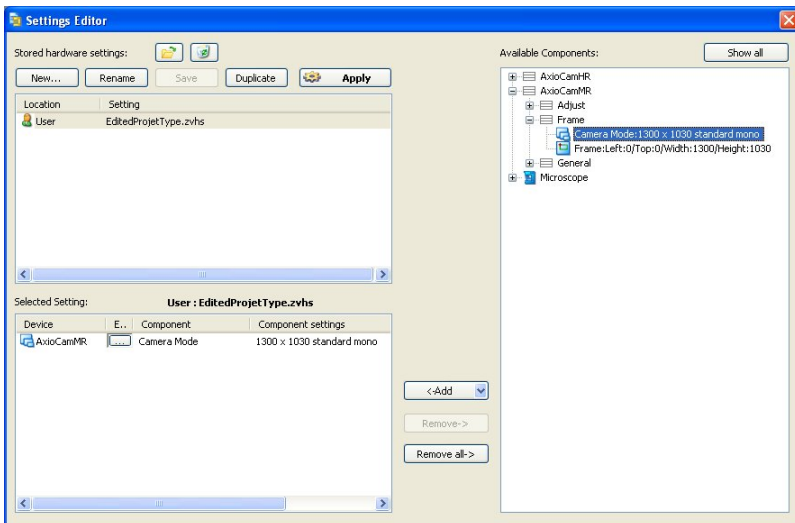 Settings Editor
Stored hardware settings:
New... Rename Save Duplicate Apply
Location Setting
User EditedProjetType.zvhs
Selected Setting: User : EditedProjetType.zvhs
Device E.. Component Component settings
AxioCamMR ... Camera Mode 1300 x 1030 standard mono
<-Add
Remove->
Remove all->
Available Components: Show all
AxioCamHR
AxioCamMR
Adjust
Frame
Camera Mode:1300 x 1030 standard mono
Frame:Left:0/Top:0/Width:1300/Height:1030
General
Microscope